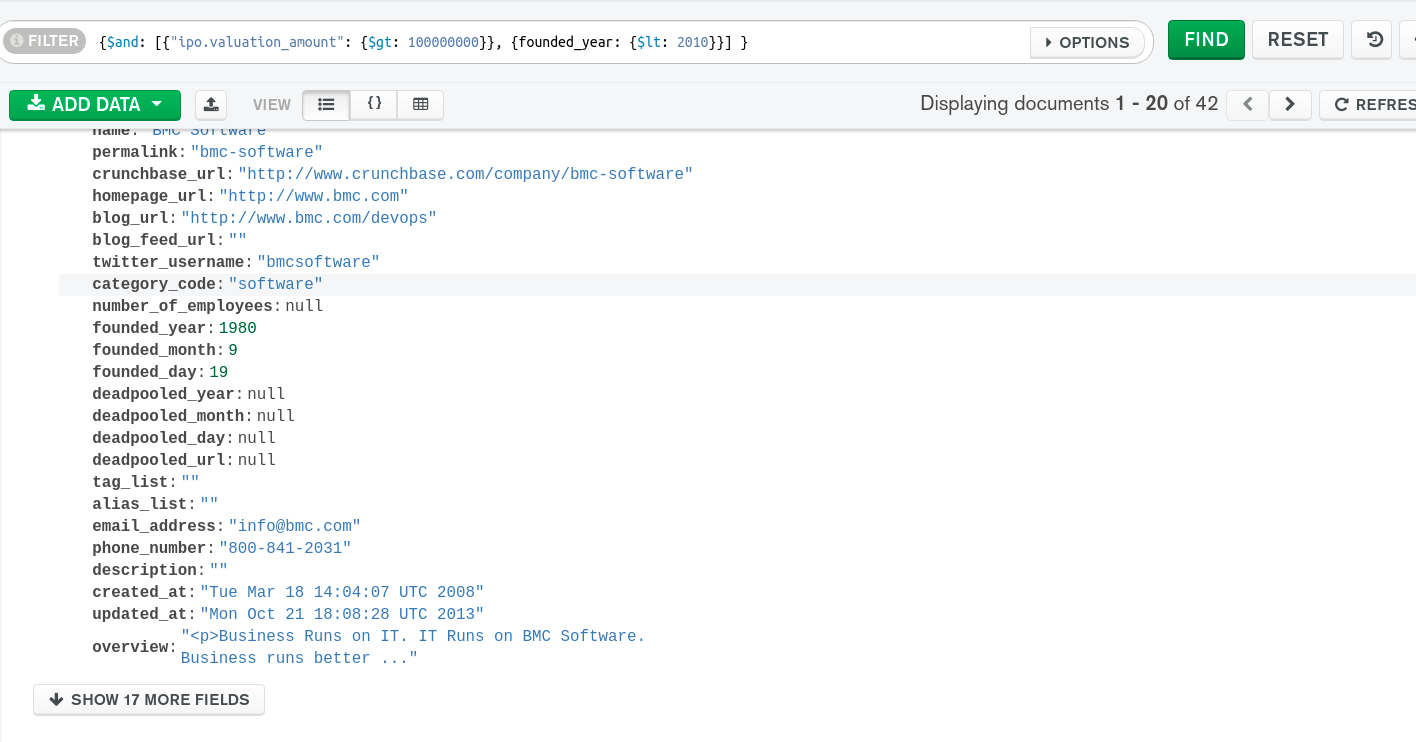 FILTER {$and: [{"ipo.valuation_amount": {$gt: 100000000}}, {founded_year: {$lt: 2010}}] } OPTIONS FIND RESET
ADD DATA VIEW { } Displaying documents 1 - 20 of 42 REFRES
name: "BMC Software"
permalink: "bmc-software"
crunchbase_url: "http://www.crunchbase.com/company/bmc-software"
homepage_url: "http://www.bmc.com"
blog_url: "http://www.bmc.com/devops"
blog_feed_url: ""
twitter_username: "bmcsoftware"
category_code: "software"
number_of_employees: null
founded_year: 1980
founded_month: 9
founded_day: 19
deadpooled_year: null
deadpooled_month: null
deadpooled_day: null
deadpooled_url: null
tag_list: ""
alias_list: ""
email_address: "info@bmc.com"
phone_number: "800-841-2031"
description: ""
created_at: "Tue Mar 18 14:04:07 UTC 2008"
updated_at: "Mon Oct 21 18:08:28 UTC 2013"
overview: "<p>Business Runs on IT. IT Runs on BMC Software.
Business runs better ..."
SHOW 17 MORE FIELDS